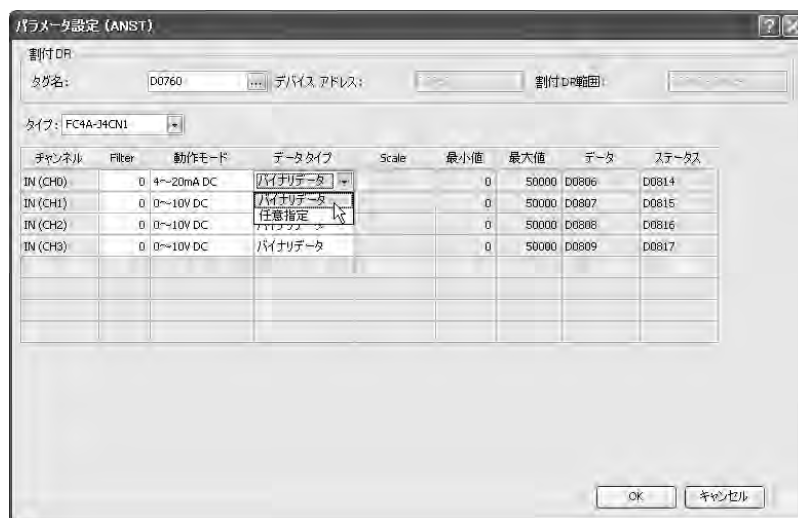 パラメータ設定 (ANST)
割付DR
タグ名: D0760 ... デバイス アドレス: 割付DR範囲:
タイプ: FC4A-J4CN1
チャンネル Filter 動作モード データタイプ Scale 最小値 最大値 データ ステータス
IN (CH0) 0 4~20mA DC バイナリデータ 0 50000 D0806 D0814
IN (CH1) 0 0~10V DC バイナリデータ 0 50000 D0807 D0815
任意指定
IN (CH2) 0 0~10V DC 0 50000 D0808 D0816
IN (CH3) 0 0~10V DC バイナリデータ 0 50000 D0809 D0817
OK キャンセル